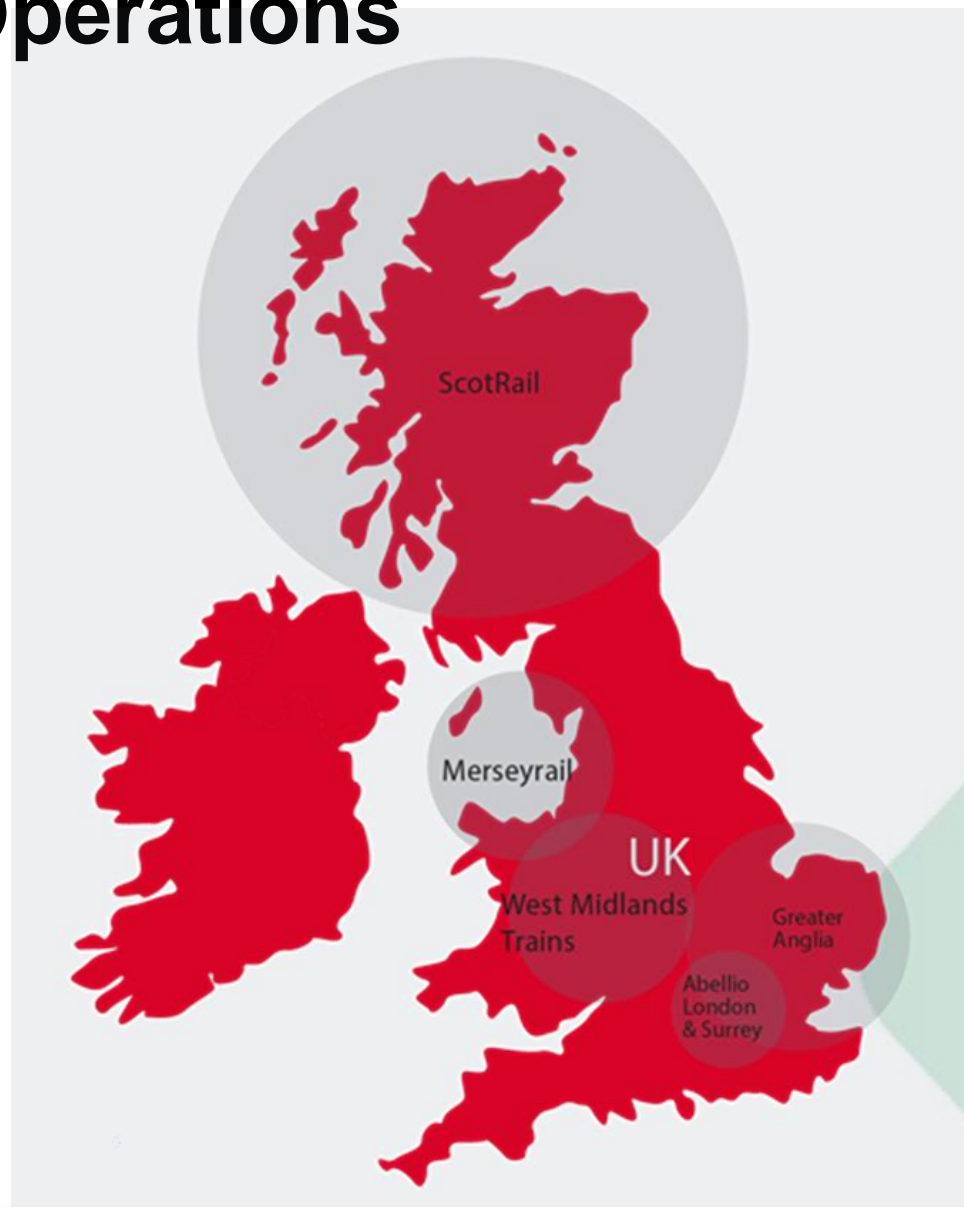 Operations
ScotRail
Merseyrail
UK
West Midlands
Trains
Greater
Anglia
Abellio
London
& Surrey